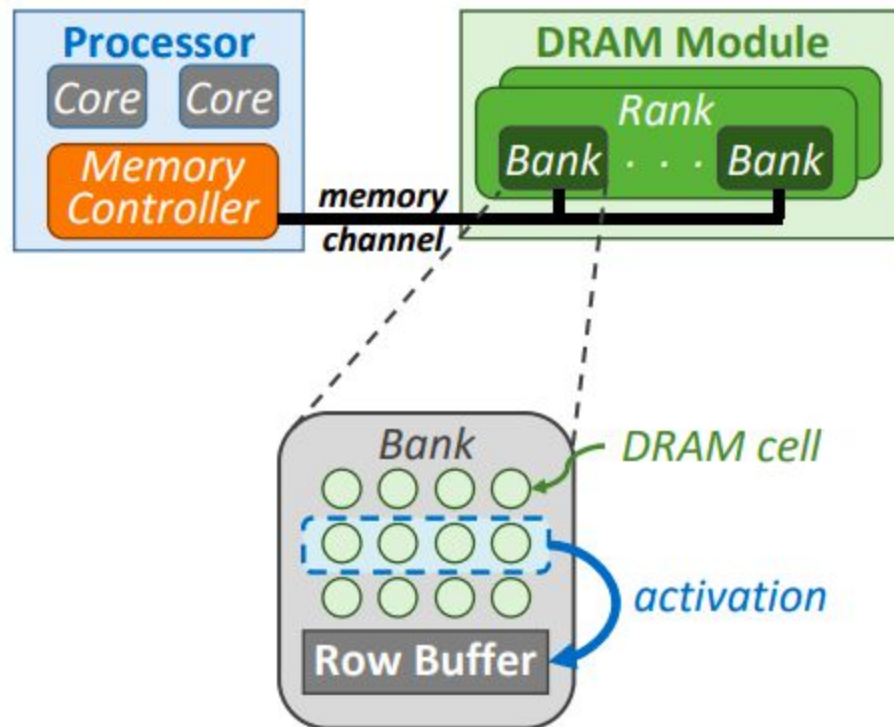 Processor
Core Core
Memory
Controller
memory
channel
DRAM Module
Rank
Bank . . . Bank
Bank
DRAM cell
activation
Row Buffer